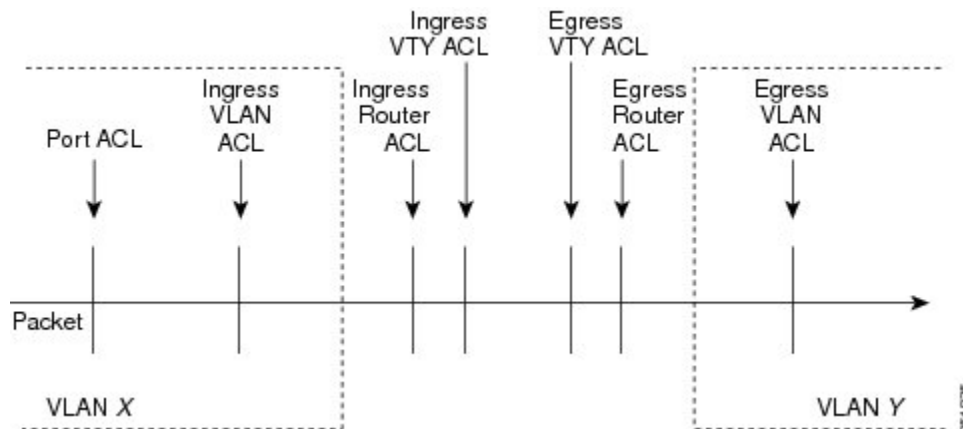 Ingress
VTY ACL
Egress
VTY ACL
Port ACL
Ingress
VLAN
ACL
Ingress
Router
ACL
Egress
Router
ACL
Egress
VLAN
ACL
Packet
VLAN X
VLAN Y